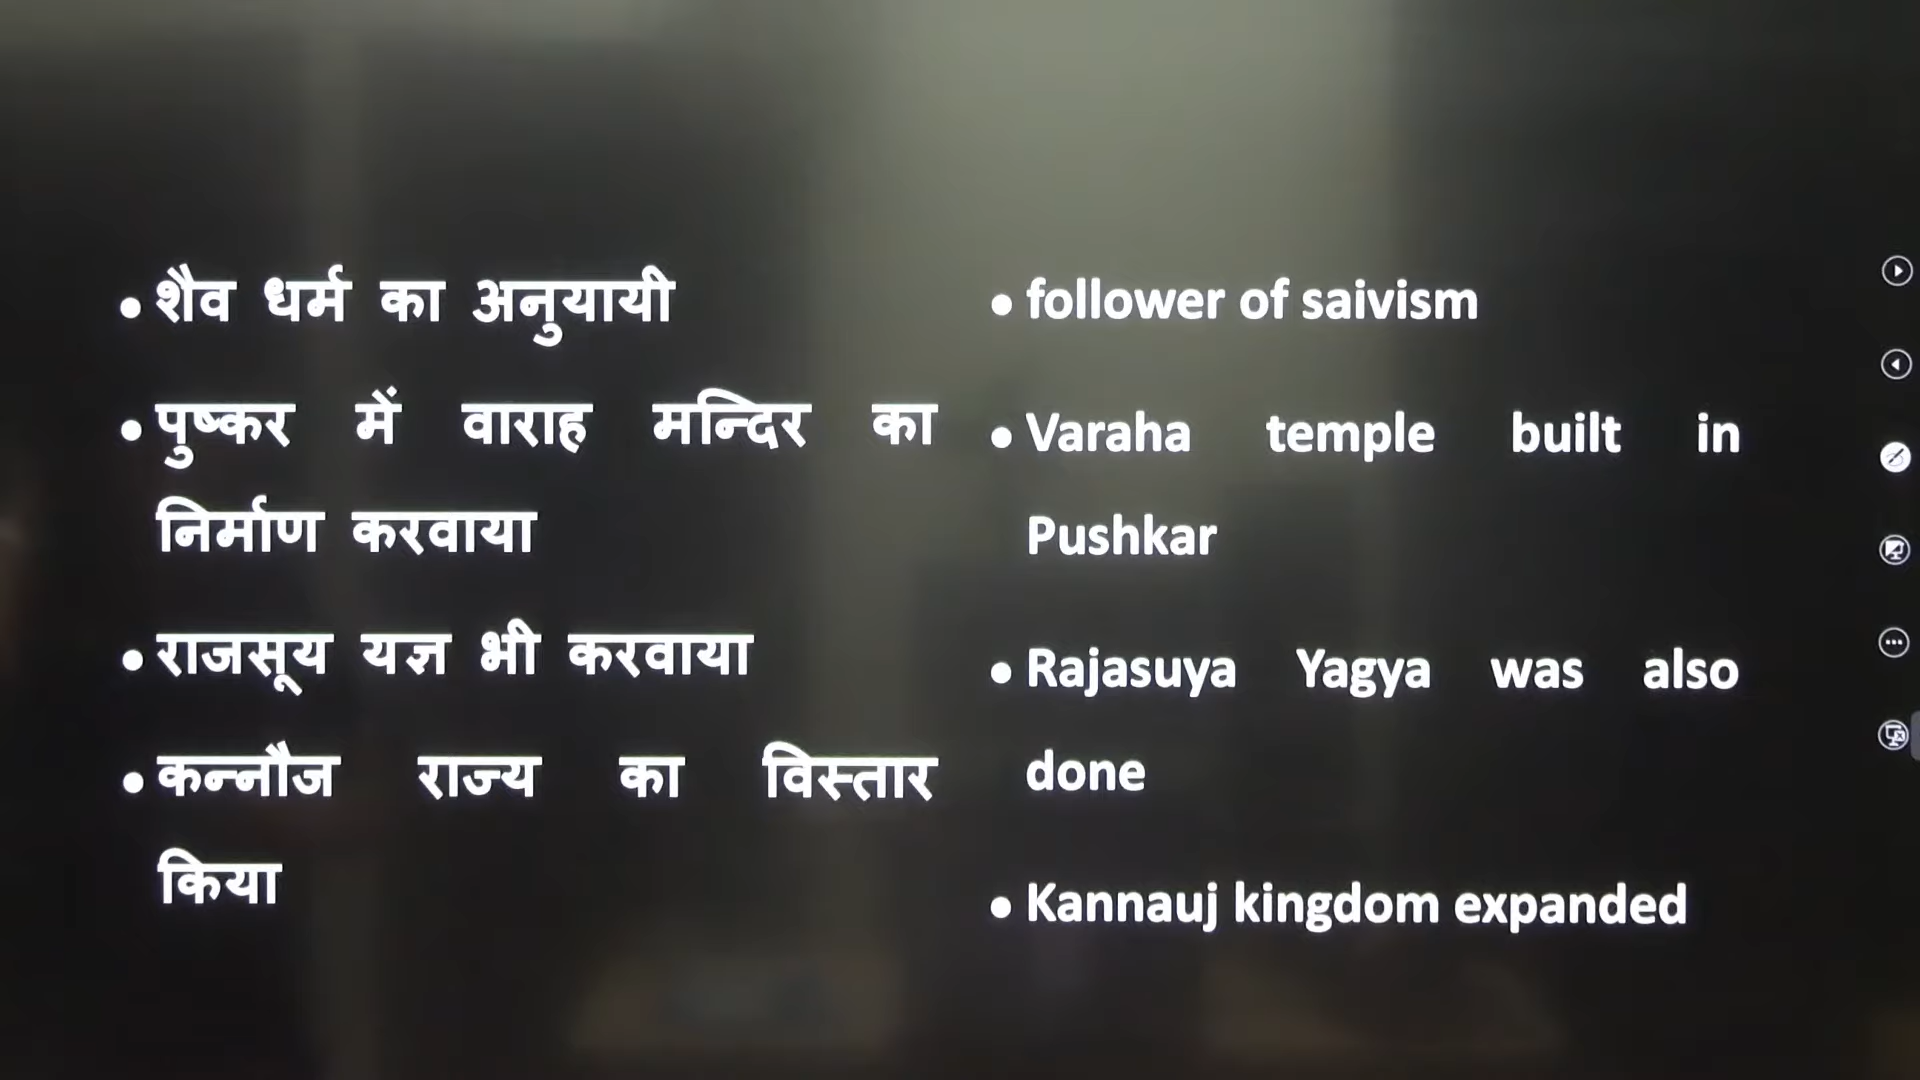 • शैव धर्म का अनुयायी
• पुष्कर में वाराह मन्दिर का
निर्माण करवाया
• राजसूय यज्ञ भी करवाया
• कन्नौज राज्य का विस्तार
किया
• follower of saivism
• Varaha temple built in
Pushkar
• Rajasuya Yagya was also
done
• Kannauj kingdom expanded